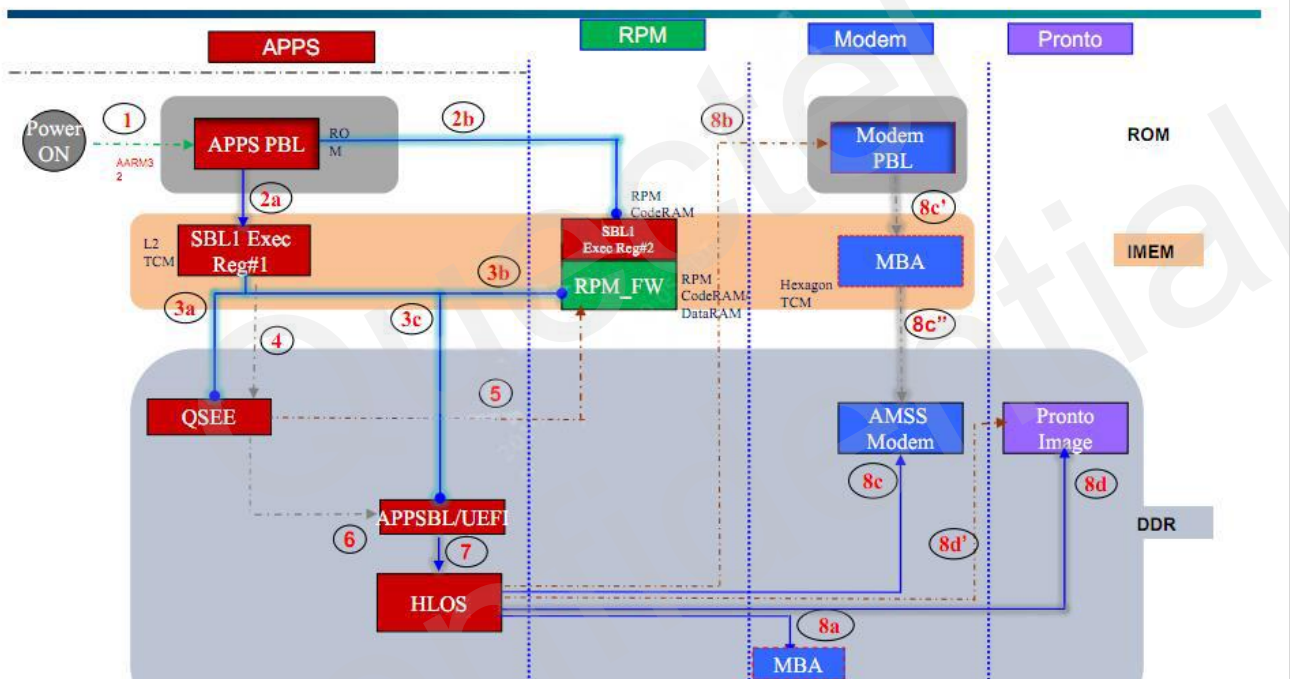 APPS
RPM
Modem
Pronto
Power
ON
1
AARM3
2
APPS PBL
RO
M
2b
8b
Modem
PBL
ROM
2a
RPM
CodeRAM
8c'
L2
TCM
SBL1 Exec
Reg#1
SBL1
Exec Reg#2
MBA
IMEM
3b
RPM_FW
RPM
CodeRAM/
DataRAM
Hexagon
TCM
3a
3c
8c"
4
5
QSEE
AMSS
Modem
Pronto
Image
8c
8d
APPSBL/UEFI
DDR
6
7
8d'
HLOS
8a
MBA
Quectel
Confidential